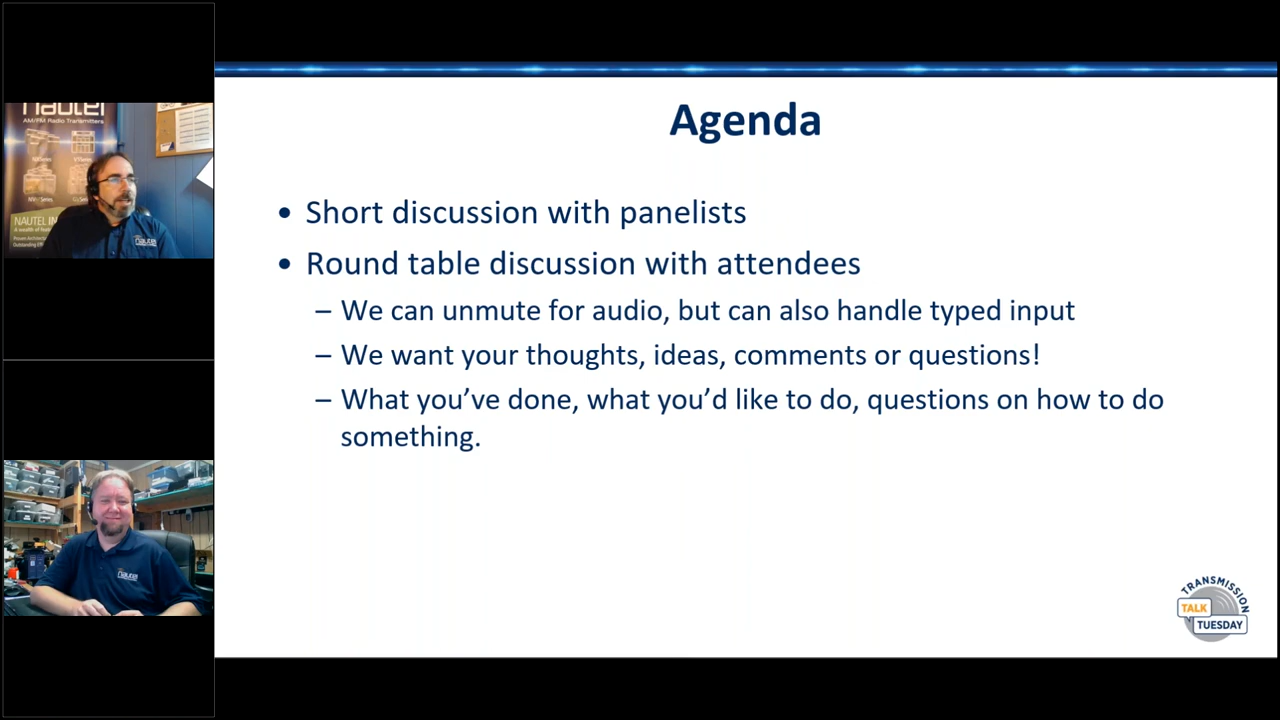 nautel
AM/FM Radio Transmitters
NAUTEL
nautel
nautel
Agenda
• Short discussion with panelists
• Round table discussion with attendees
– We can unmute for audio, but can also handle typed input
– We want your thoughts, ideas, comments or questions!
– What you’ve done, what you’d like to do, questions on how to do
something.
TRANSMISSION
TALK
TUESDAY